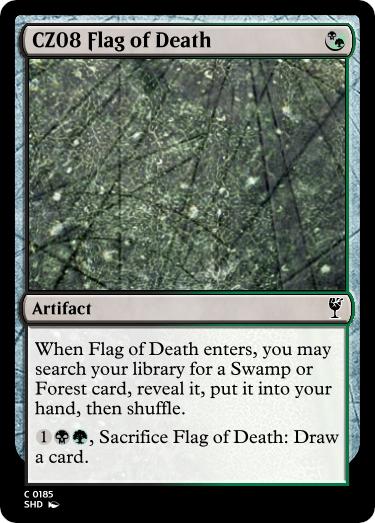 CZ08 Flag of Death
Artifact
When Flag of Death enters, you may
search your library for a Swamp or
Forest card, reveal it, put it into your
hand, then shuffle.
1, Sacrifice Flag of Death: Draw
a card.
C 0185
SHD